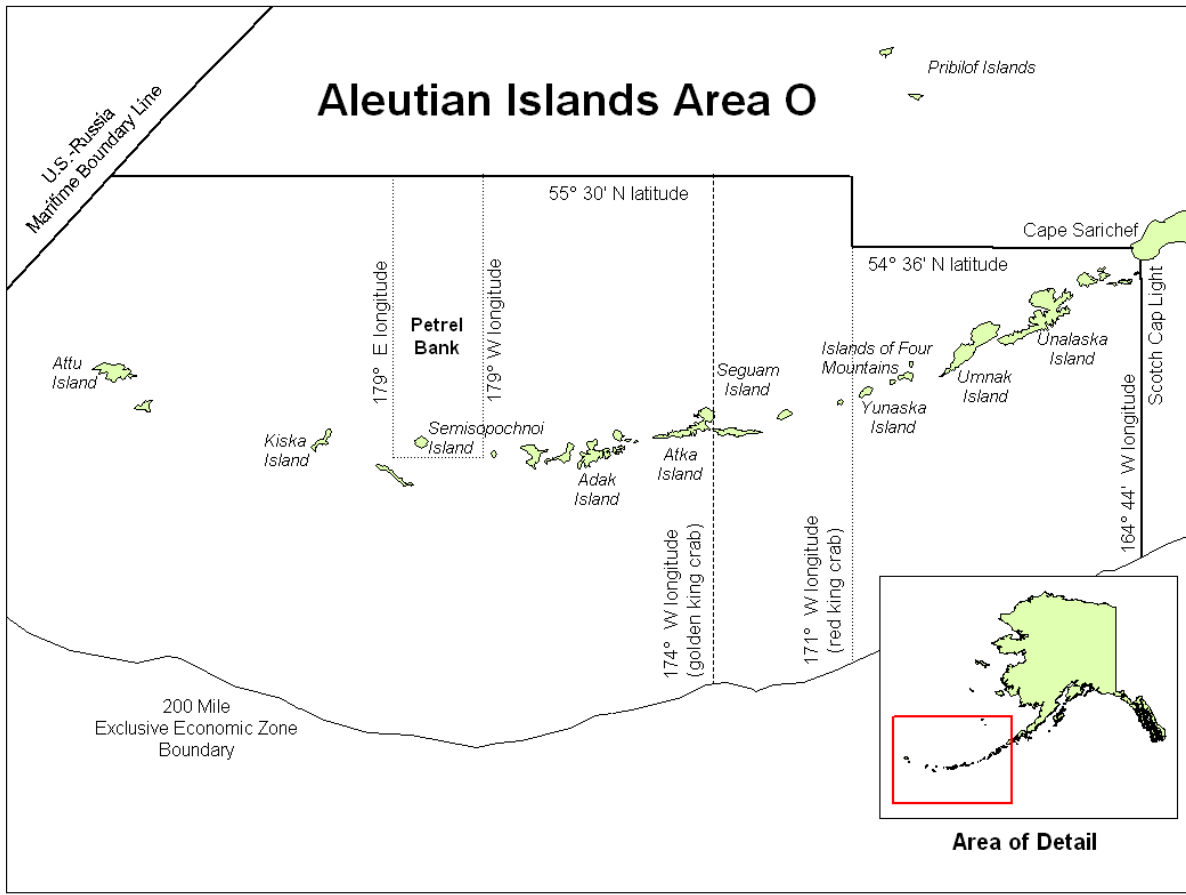 Pribilof Islands
Aleutian Islands Area O
U.S.-Russia
Maritime Boundary Line
55° 30' N latitude
Cape Sarichef
54° 36' N latitude
179° E longitude
Petrel
Bank
179° W longitude
Scotch Cap Light
164° 44' W longitude
Attu
Island
Kiska
Island
Semisopochnoi
Island
Adak
Island
Atka
Island
Seguam
Island
Islands of Four
Mountains
Yunaska
Island
Umnak
Island
Unalaska
Island
174° W longitude
(golden king crab)
171° W longitude
(red king crab)
200 Mile
Exclusive Economic Zone
Boundary
Area of Detail